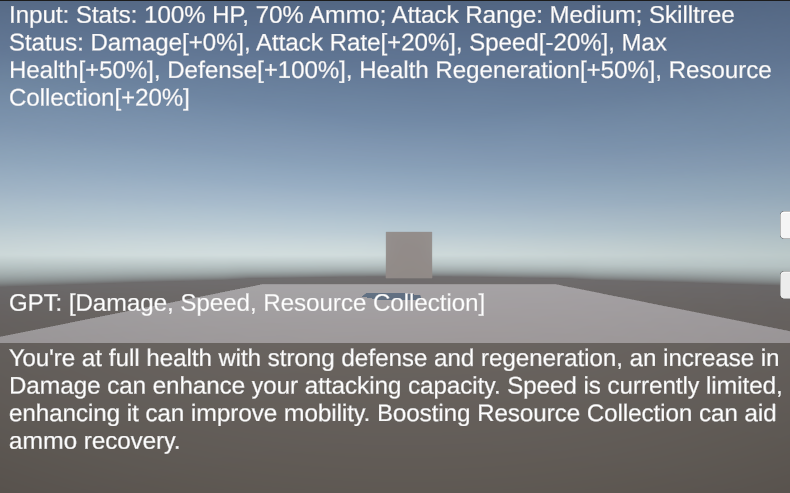 Input: Stats: 100% HP, 70% Ammo; Attack Range: Medium; Skilltree
Status: Damage[+0%], Attack Rate[+20%], Speed[-20%], Max
Health[+50%], Defense[+100%], Health Regeneration[+50%], Resource
Collection[+20%]
GPT: [Damage, Speed, Resource Collection]
You're at full health with strong defense and regeneration, an increase in
Damage can enhance your attacking capacity. Speed is currently limited,
enhancing it can improve mobility. Boosting Resource Collection can aid
ammo recovery.